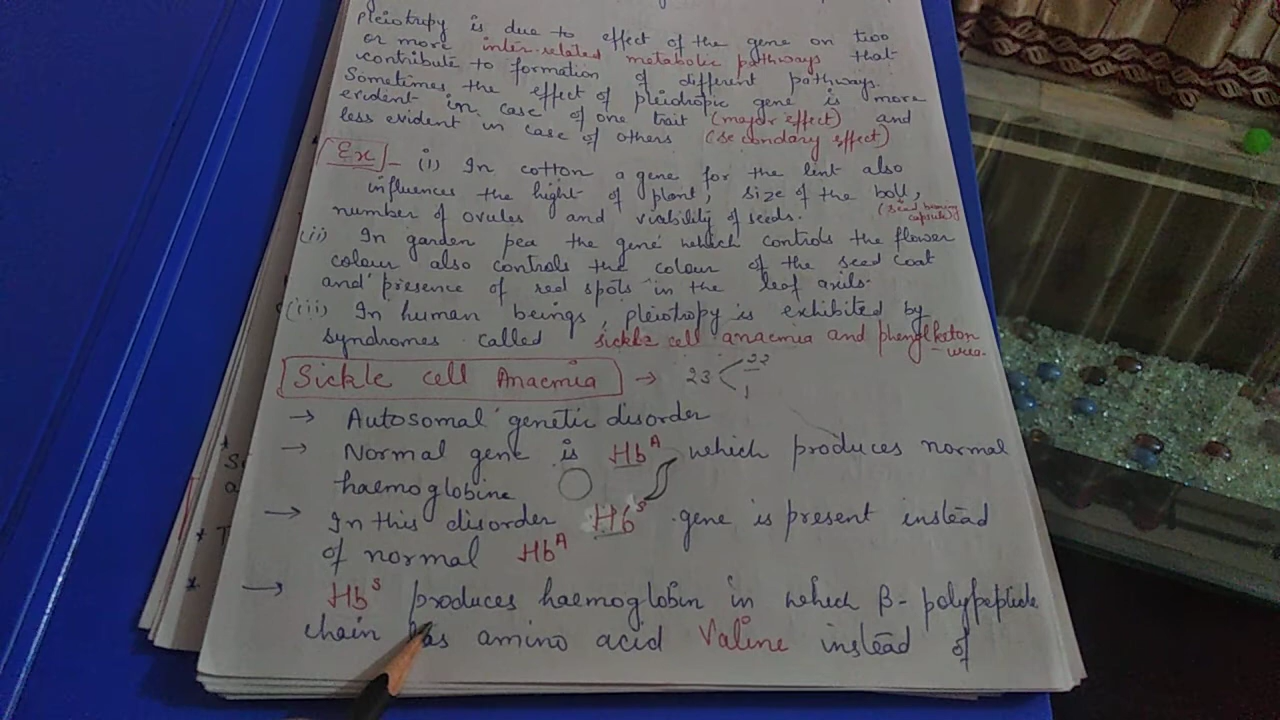 pleiotropy is due to effect of the gene on two
or more inter-related metabolic pathways that
contribute to formation of different pathways.
Sometimes the effect of pleiotropic gene is more
evident in case of one trait (major effect) and
less evident in case of others (secondary effect)
Ex - (i) In cotton a gene for the lint also
influences the hight of plant, size of the boll,
(seed bearing capsule)
number of ovules and viability of seeds.
(ii) In garden pea the gene which controls the flower
colour also controls the colour of the seed coat
and presence of red spots in the leaf axils.
(iii) In human beings, pleiotropy is exhibited by
syndromes called sickle cell anaemia and phenylketon
-urea.
Sickle cell Anaemia → 23 < 22
1
→ Autosomal genetic disorder
→ Normal gene is Hb^A which produces normal
haemoglobine
→ In this disorder Hb^S gene is present instead
of normal Hb^A
→ Hb^S produces haemoglobin in which β-polypeptide
chain has amino acid Valine instead of